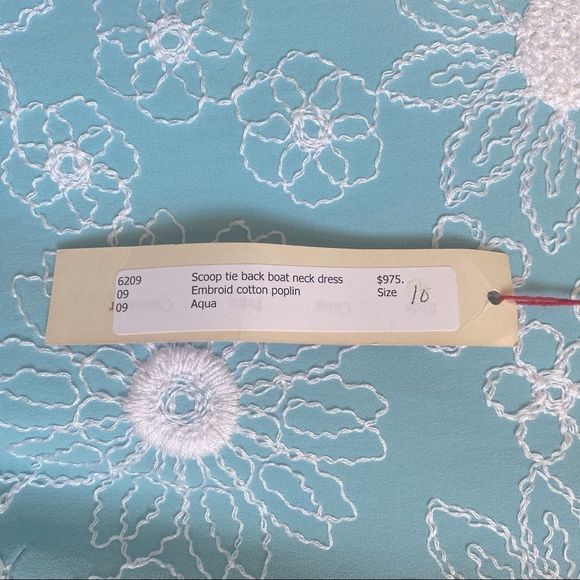 6209 Scoop tie back boat neck dress $975.
09 Embroid cotton poplin Size 10
09 Aqua